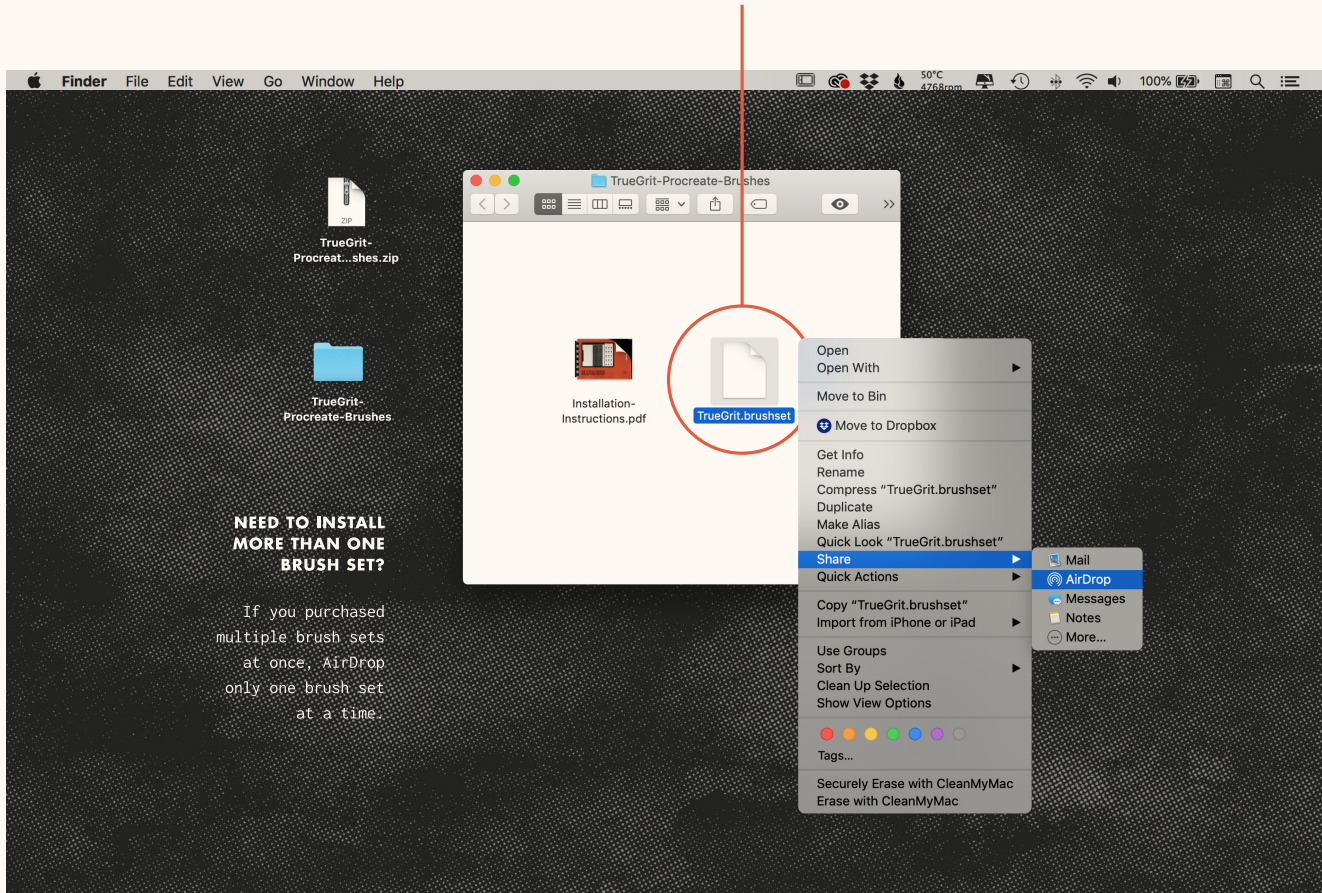 Finder File Edit View Go Window Help 50°C 100%
4768rpm
ZIP
TrueGrit-
Procreat...shes.zip
TrueGrit-
Procreate-Brushes
NEED TO INSTALL
MORE THAN ONE
BRUSH SET?
If you purchased
multiple brush sets
at once, AirDrop
only one brush set
at a time.
TrueGrit-Procreate-Brushes
Installation-
Instructions.pdf
TrueGrit.brushset
Open
Open With
Move to Bin
Move to Dropbox
Get Info
Rename
Compress “TrueGrit.brushset”
Duplicate
Make Alias
Quick Look “TrueGrit.brushset”
Share
Quick Actions
Copy “TrueGrit.brushset”
Import from iPhone or iPad
Use Groups
Sort By
Clean Up Selection
Show View Options
Tags...
Securely Erase with CleanMyMac
Erase with CleanMyMac
Mail
AirDrop
Messages
Notes
More...